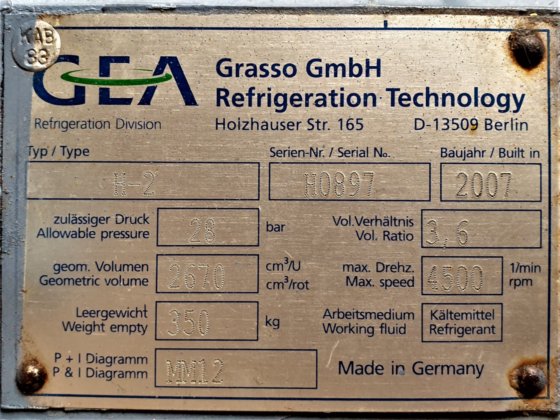 KAB
83
GEA
Grasso GmbH
Refrigeration Technology
Refrigeration Division
Holzhauser Str. 165 D-13509 Berlin
Typ / Type Serien-Nr. / Serial No. Baujahr / Built in
H-2 H0897 2007
zulässiger Druck
Allowable pressure 28 bar
Vol.Verhältnis
Vol. Ratio 3,6
geom. Volumen
Geometric volume 2670 cm³/U
cm³/rot
max. Drehz.
Max. speed 4500 1/min
rpm
Leergewicht
Weight empty 350 kg
Arbeitsmedium
Working fluid
Kältemittel
Refrigerant
P + I Diagramm
P & I Diagramm MM12
Made in Germany